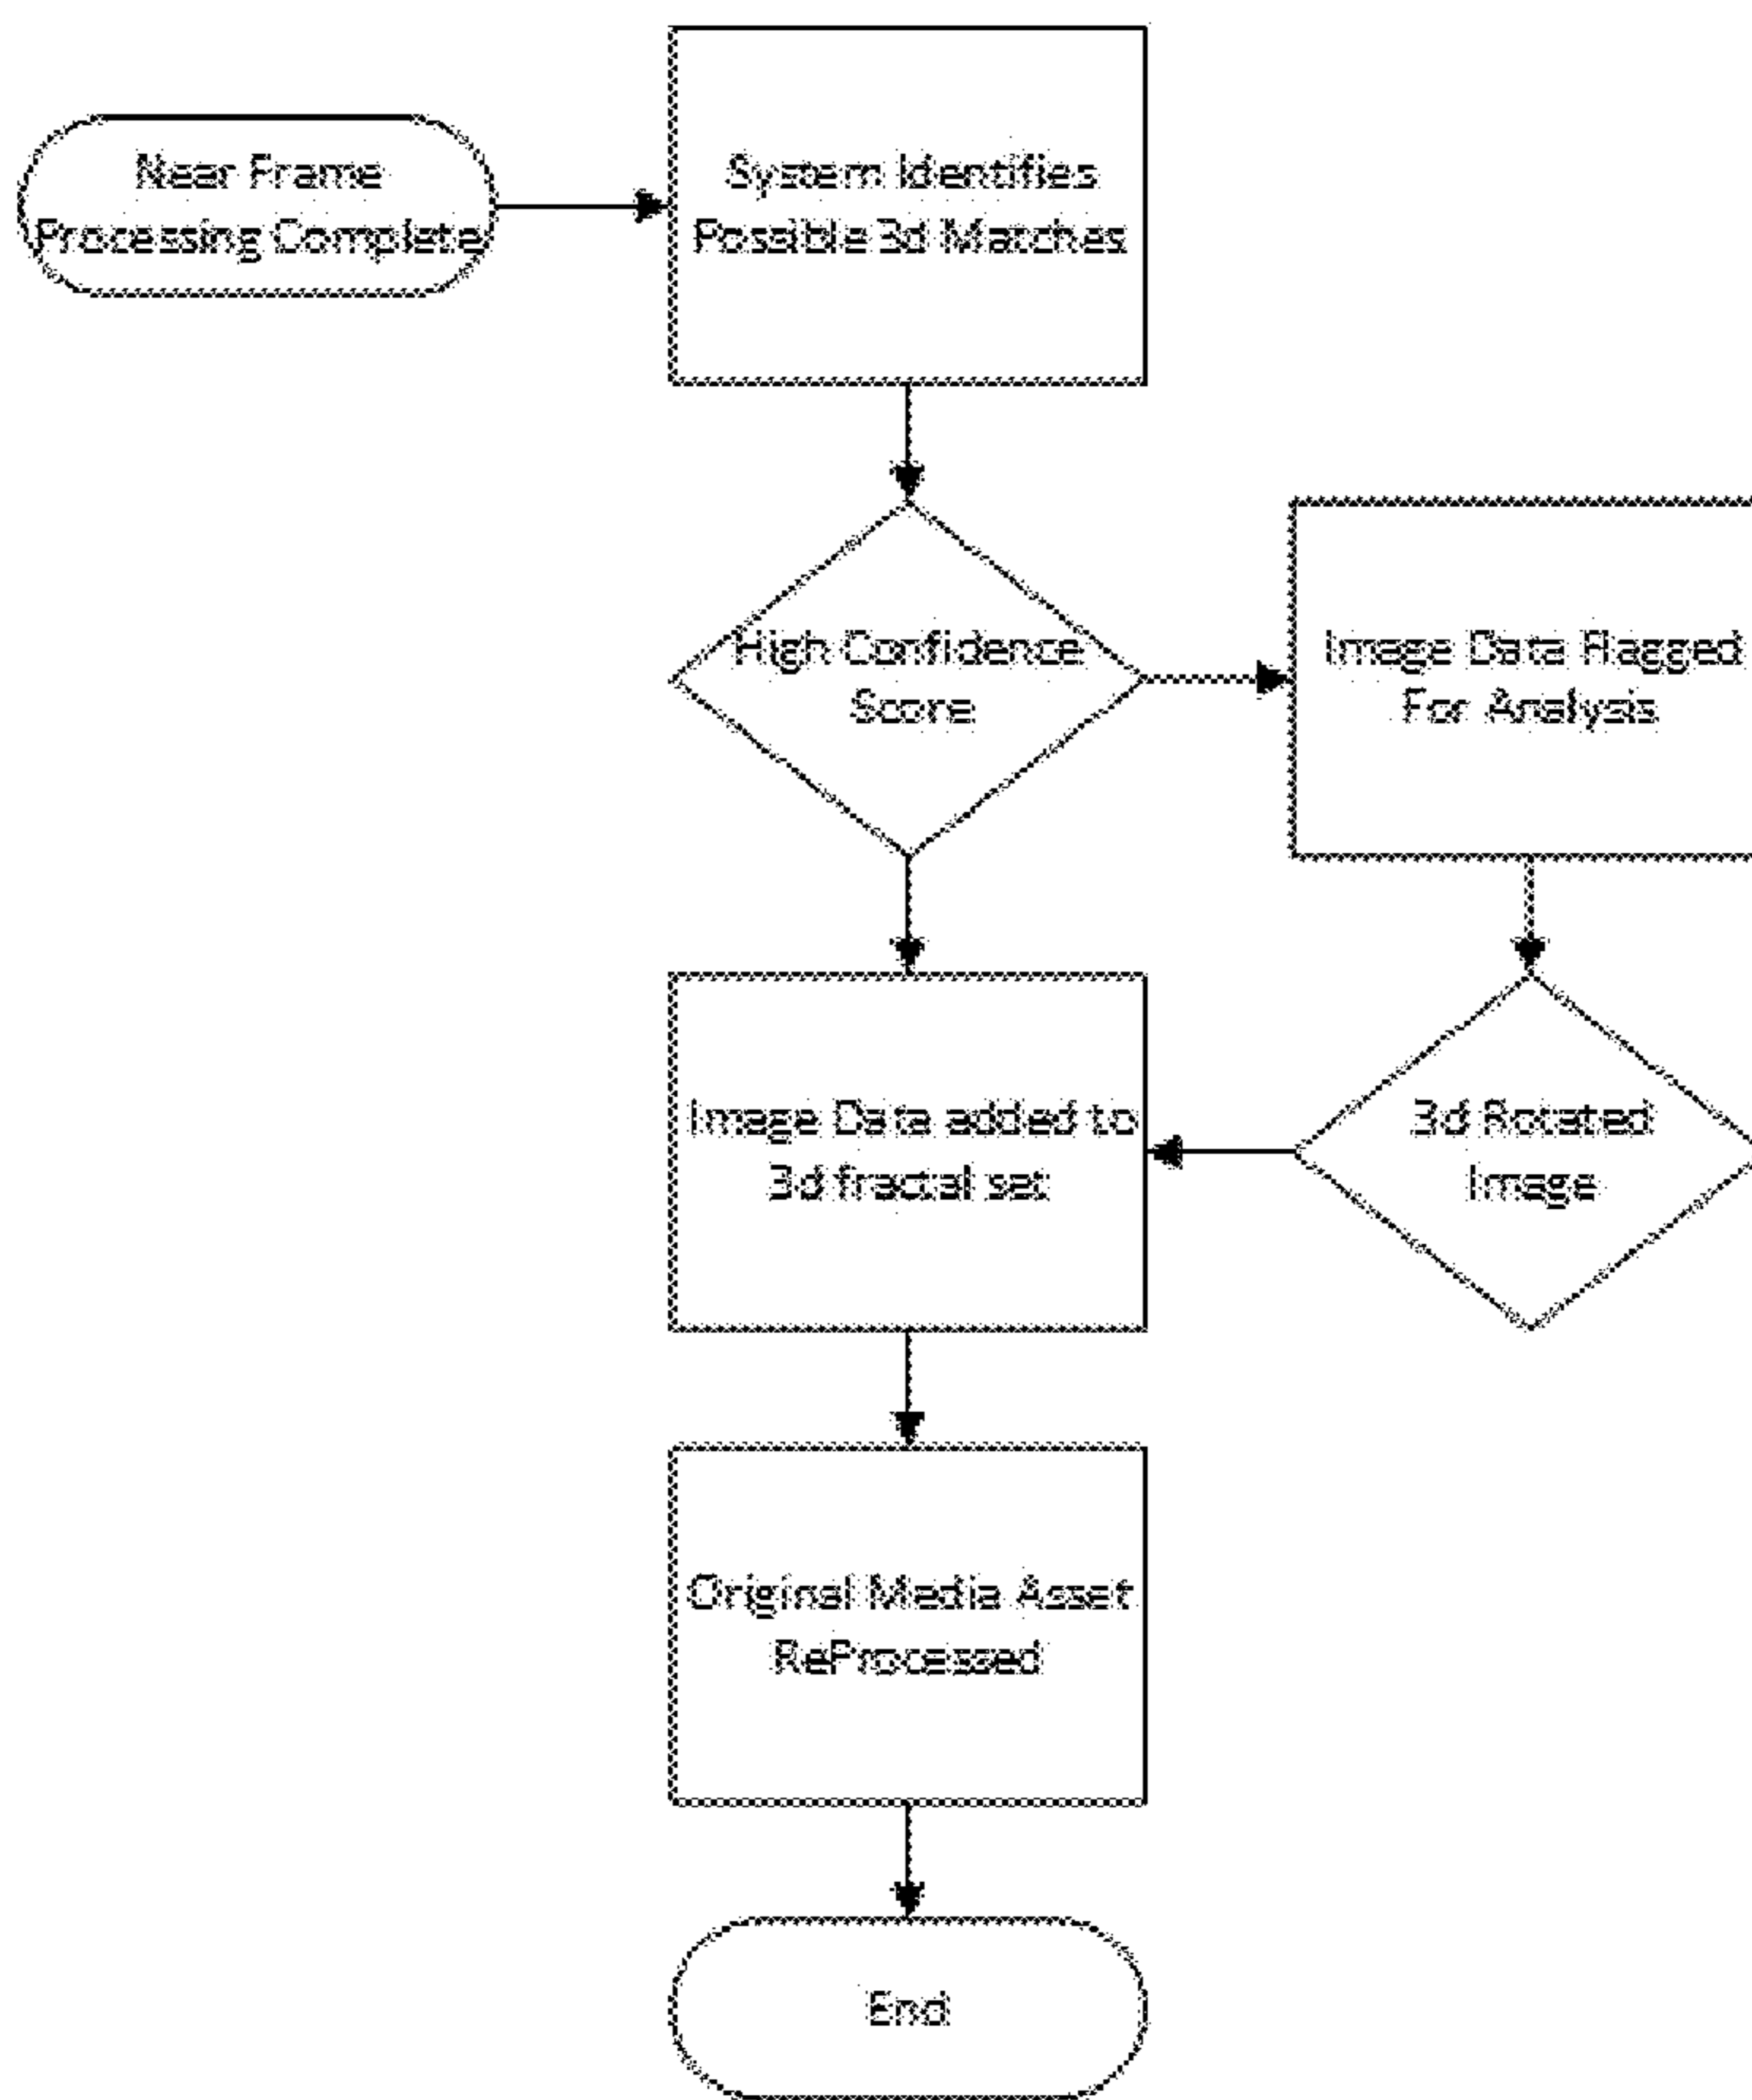 Near Frame
Processing Complete
System Identifies
Possible 3d Matches
High Confidence
Score
Image Data Flagged
For Analysis
Image Data added to
3d fractal set
3d Rotated
Image
Original Media Asset
ReProcessed
End